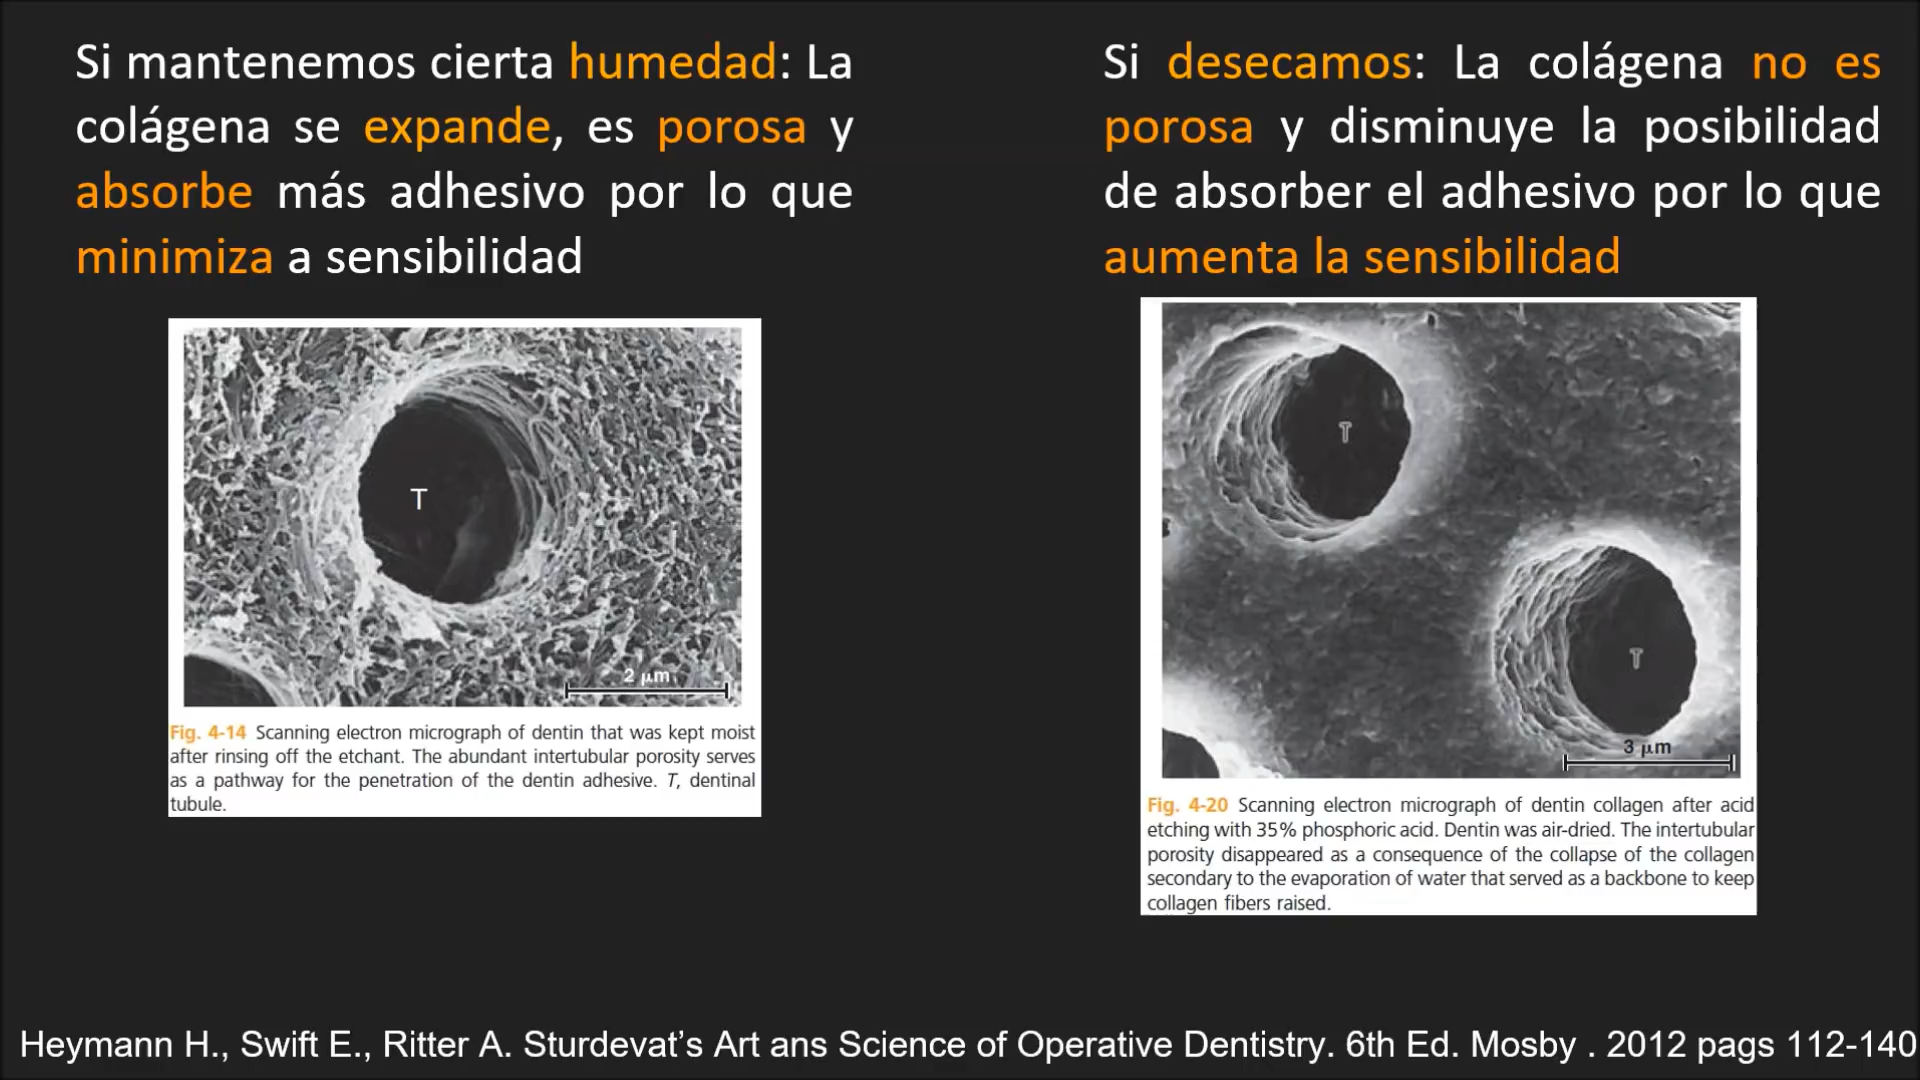 Si mantenemos cierta humedad: La
colágena se expande, es porosa y
absorbe más adhesivo por lo que
minimiza a sensibilidad
T
2 μm
Fig. 4-14 Scanning electron micrograph of dentin that was kept moist
after rinsing off the etchant. The abundant intertubular porosity serves
as a pathway for the penetration of the dentin adhesive. T, dentinal
tubule.
Si desecamos: La colágena no es
porosa y disminuye la posibilidad
de absorber el adhesivo por lo que
aumenta la sensibilidad
T
T
3 μm
Fig. 4-20 Scanning electron micrograph of dentin collagen after acid
etching with 35% phosphoric acid. Dentin was air-dried. The intertubular
porosity disappeared as a consequence of the collapse of the collagen
secondary to the evaporation of water that served as a backbone to keep
collagen fibers raised.
Heymann H., Swift E., Ritter A. Sturdevat’s Art ans Science of Operative Dentistry. 6th Ed. Mosby . 2012 pags 112-140